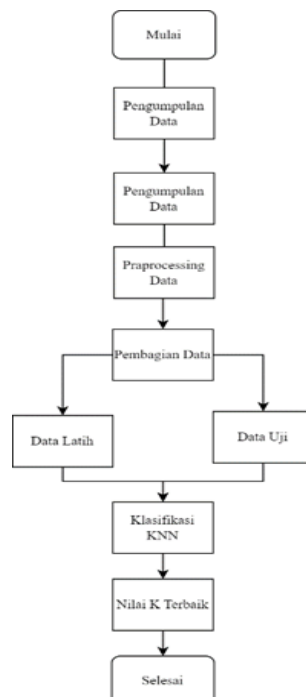 Mulai
Pengumpulan
Data
Pengumpulan
Data
Praprocessing
Data
Pembagian Data
Data Latih
Data Uji
Klasifikasi
KNN
Nilai K Terbaik
Selesai